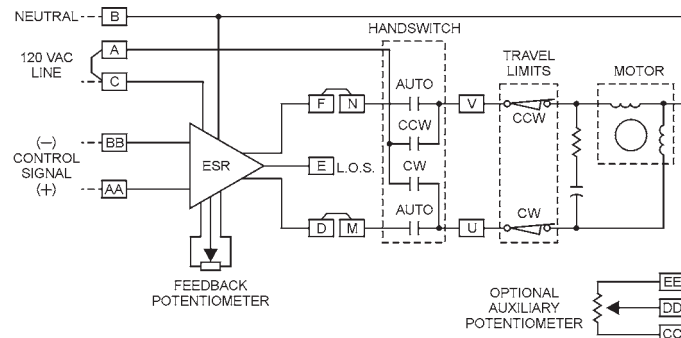 HANDSWITCH
NEUTRAL
B
A
120 VAC
LINE
C
TRAVEL
LIMITS
MOTOR
AUTO
F
N
V
CCW
CCW
(−)
BB
CONTROL
SIGNAL
ESR
E
L.O.S.
CW
(+)
AA
AUTO
CW
D
M
U
FEEDBACK
POTENTIOMETER
OPTIONAL
AUXILIARY
POTENTIOMETER
EE
DD
CC